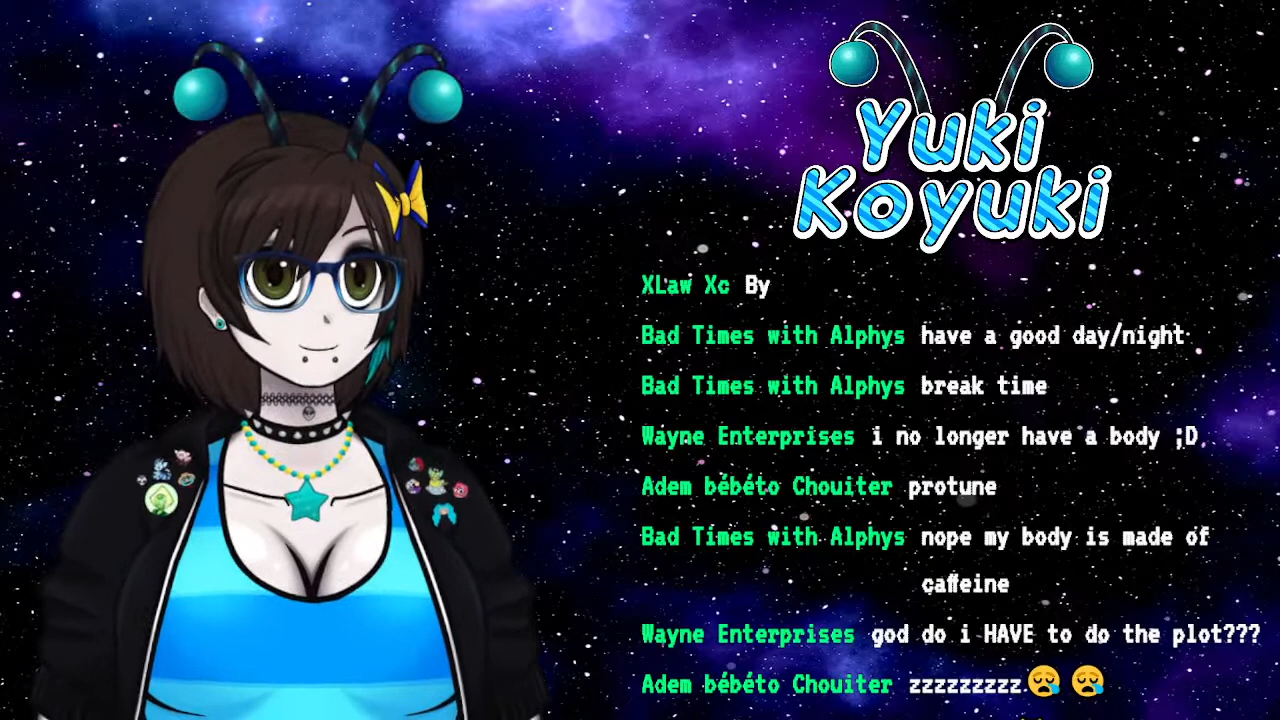 Yuki
Koyuki
XLaw Xc By
Bad Times with Alphys have a good day/night
Bad Times with Alphys break time
Wayne Enterprises i no longer have a body ;D
Adem bébéto Chouiter protune
Bad Times with Alphys nope my body is made of
caffeine
Wayne Enterprises god do i HAVE to do the plot???
Adem bébéto Chouiter zzzzzzzzz😪 😪